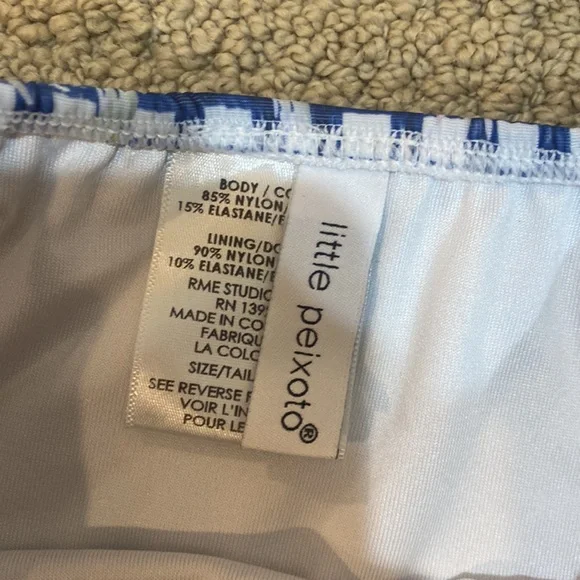 BODY / CO
85% NYLON/
15% ELASTANE/E
LINING/DO
90% NYLON
10% ELASTANE/E
RME STUDIO
RN 139
MADE IN CO
FABRIQU
LA COLO
SIZE/TAIL
SEE REVERSE F
VOIR L'IN
POUR LE
little peixoto®